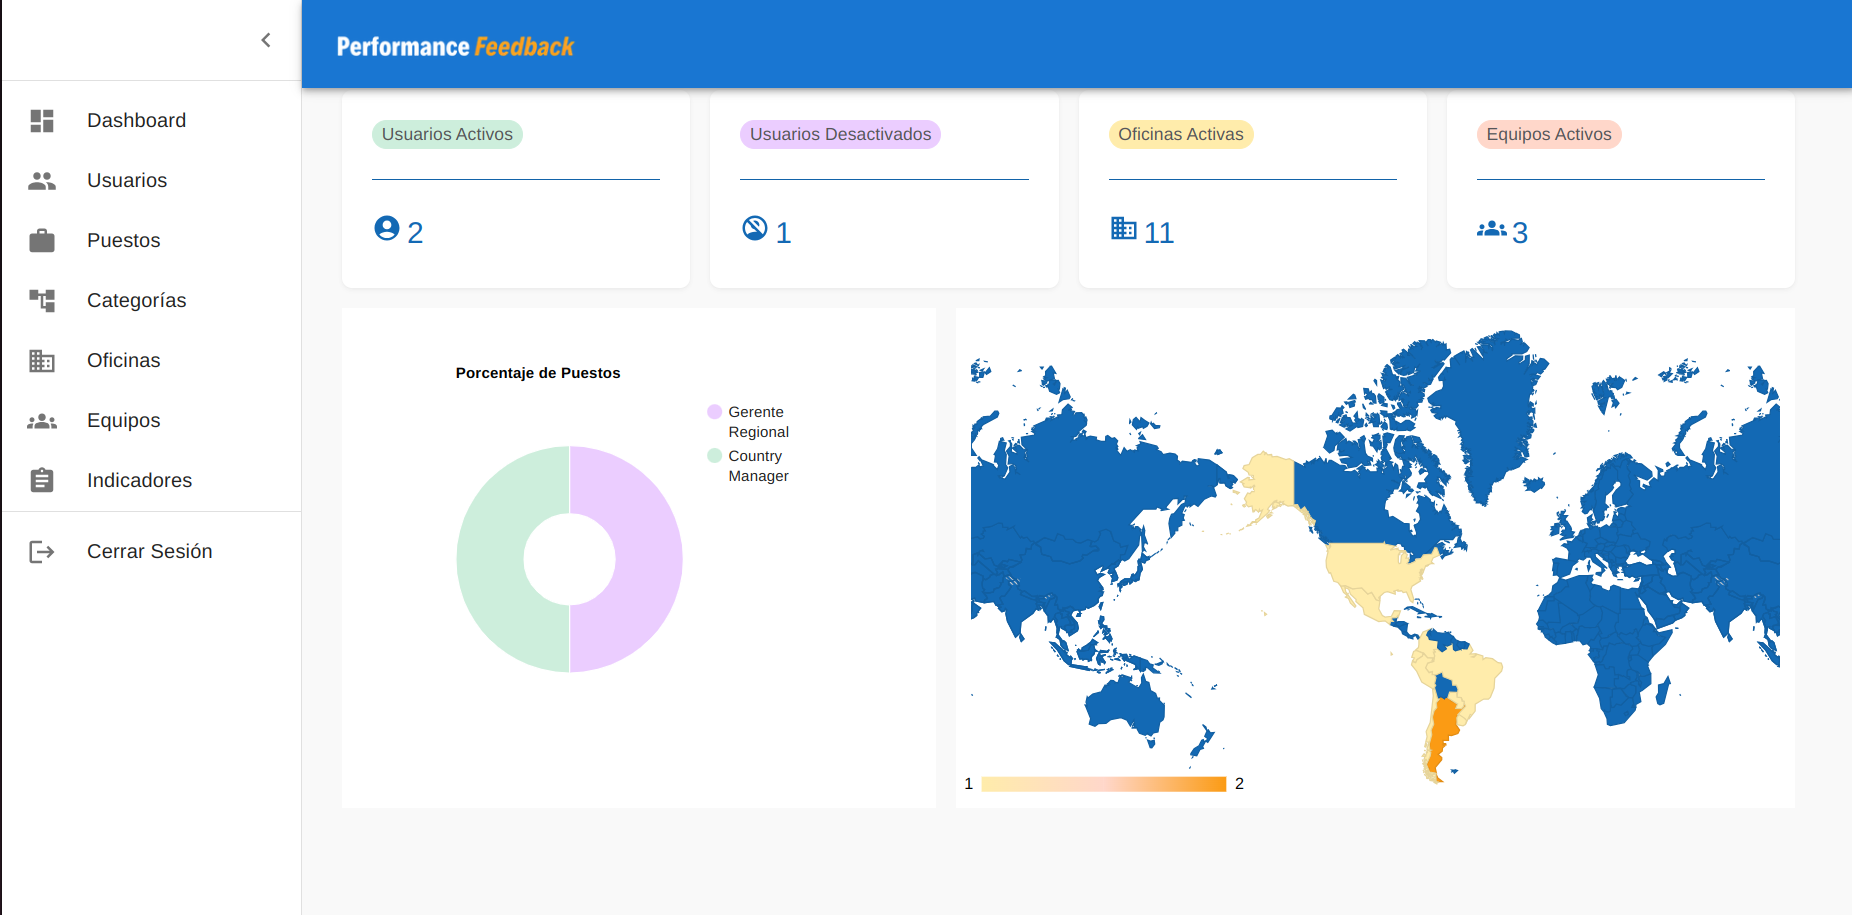 Performance Feedback
Dashboard
Usuarios
Puestos
Categorías
Oficinas
Equipos
Indicadores
Cerrar Sesión
Usuarios Activos
2
Usuarios Desactivados
1
Oficinas Activas
11
Equipos Activos
3
Porcentaje de Puestos
Gerente
Regional
Country
Manager
1 2